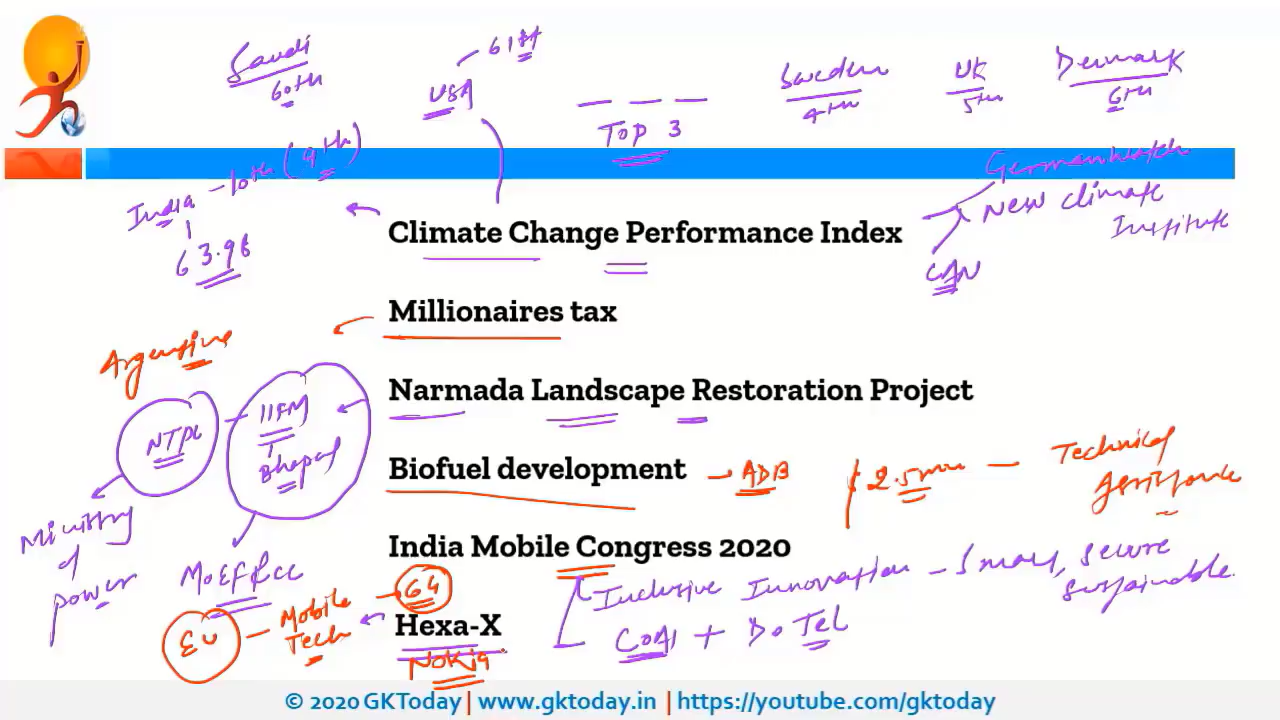 Saudi
60th
USA
61st
Top 3
Sweden
4th
UK
5th
Denmark
6th
India - 10th (9th)
63.98
Germanwatch
New climate
Institute
CAN
Climate Change Performance Index
Millionaires tax
Argentina
Narmada Landscape Restoration Project
NTPC
IIFM
Bhopal
Ministry
of
power
MoEF&cc
Biofuel development
ADB
2.5mn
Technical
India Mobile Congress 2020
Inclusive Innovation - Smart, Secure
Sustainable.
COAI + DoTel
EU - Mobile
Tech
Hexa-X
Nokia
© 2020 GKToday | www.gktoday.in | https://youtube.com/gktoday